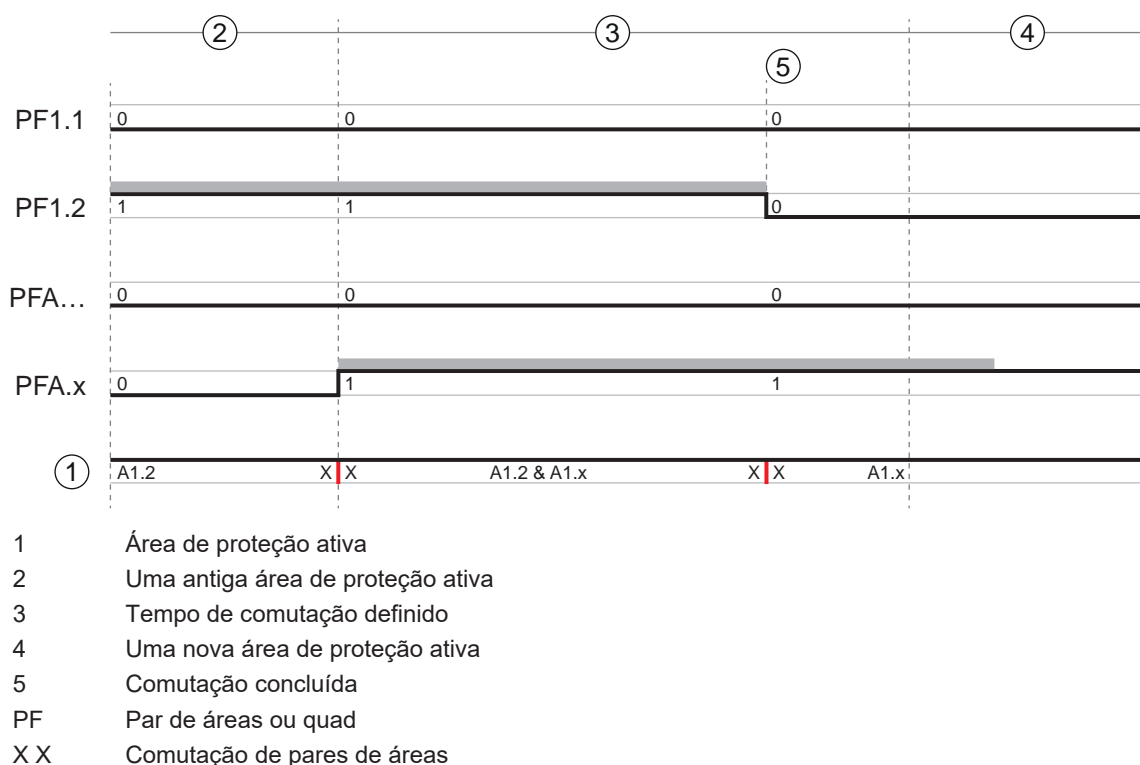 2 3 4
5
PF1.1 0 0 0
PF1.2 1 1 0
PFA... 0 0 0
PFA.x 0 1 1
1 A1.2 X X A1.2 & A1.x X X A1.x
1 Área de proteção ativa
2 Uma antiga área de proteção ativa
3 Tempo de comutação definido
4 Uma nova área de proteção ativa
5 Comutação concluída
PF Par de áreas ou quad
X X Comutação de pares de áreas